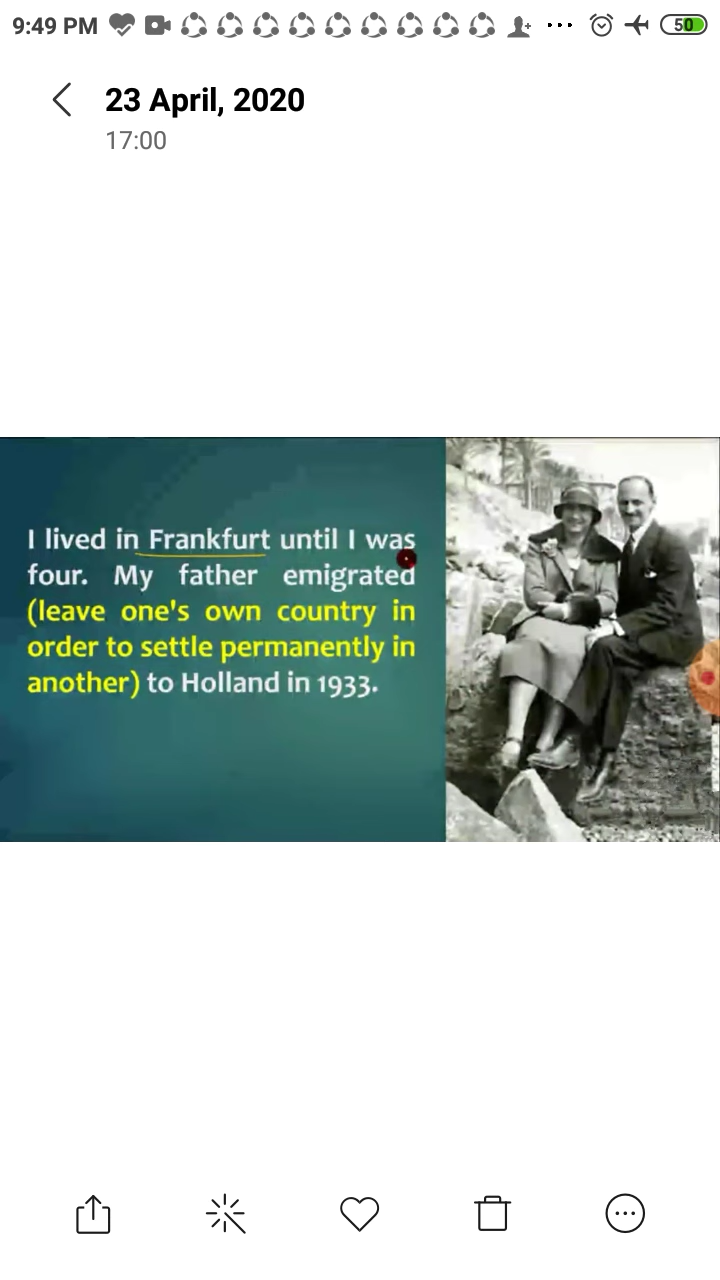 9:49 PM
50
23 April, 2020
17:00
I lived in Frankfurt until I was
four. My father emigrated
(leave one's own country in
order to settle permanently in
another) to Holland in 1933.